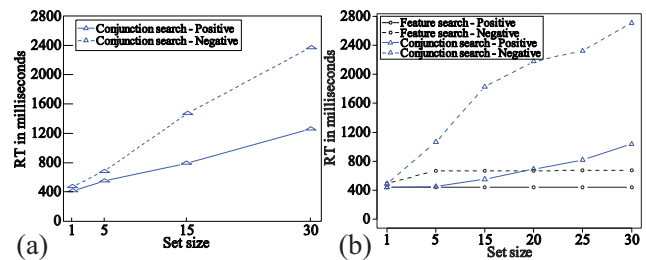 2800
2400
2000
1600
1200
800
400
0
RT in milliseconds
Conjunction search - Positive
Conjunction search - Negative
1 5 15 30
Set size
(a)
2800
2400
2000
1600
1200
800
400
0
RT in milliseconds
Feature search - Positive
Feature search - Negative
Conjunction search - Positive
Conjunction search - Negative
1 5 15 20 25 30
Set size
(b)